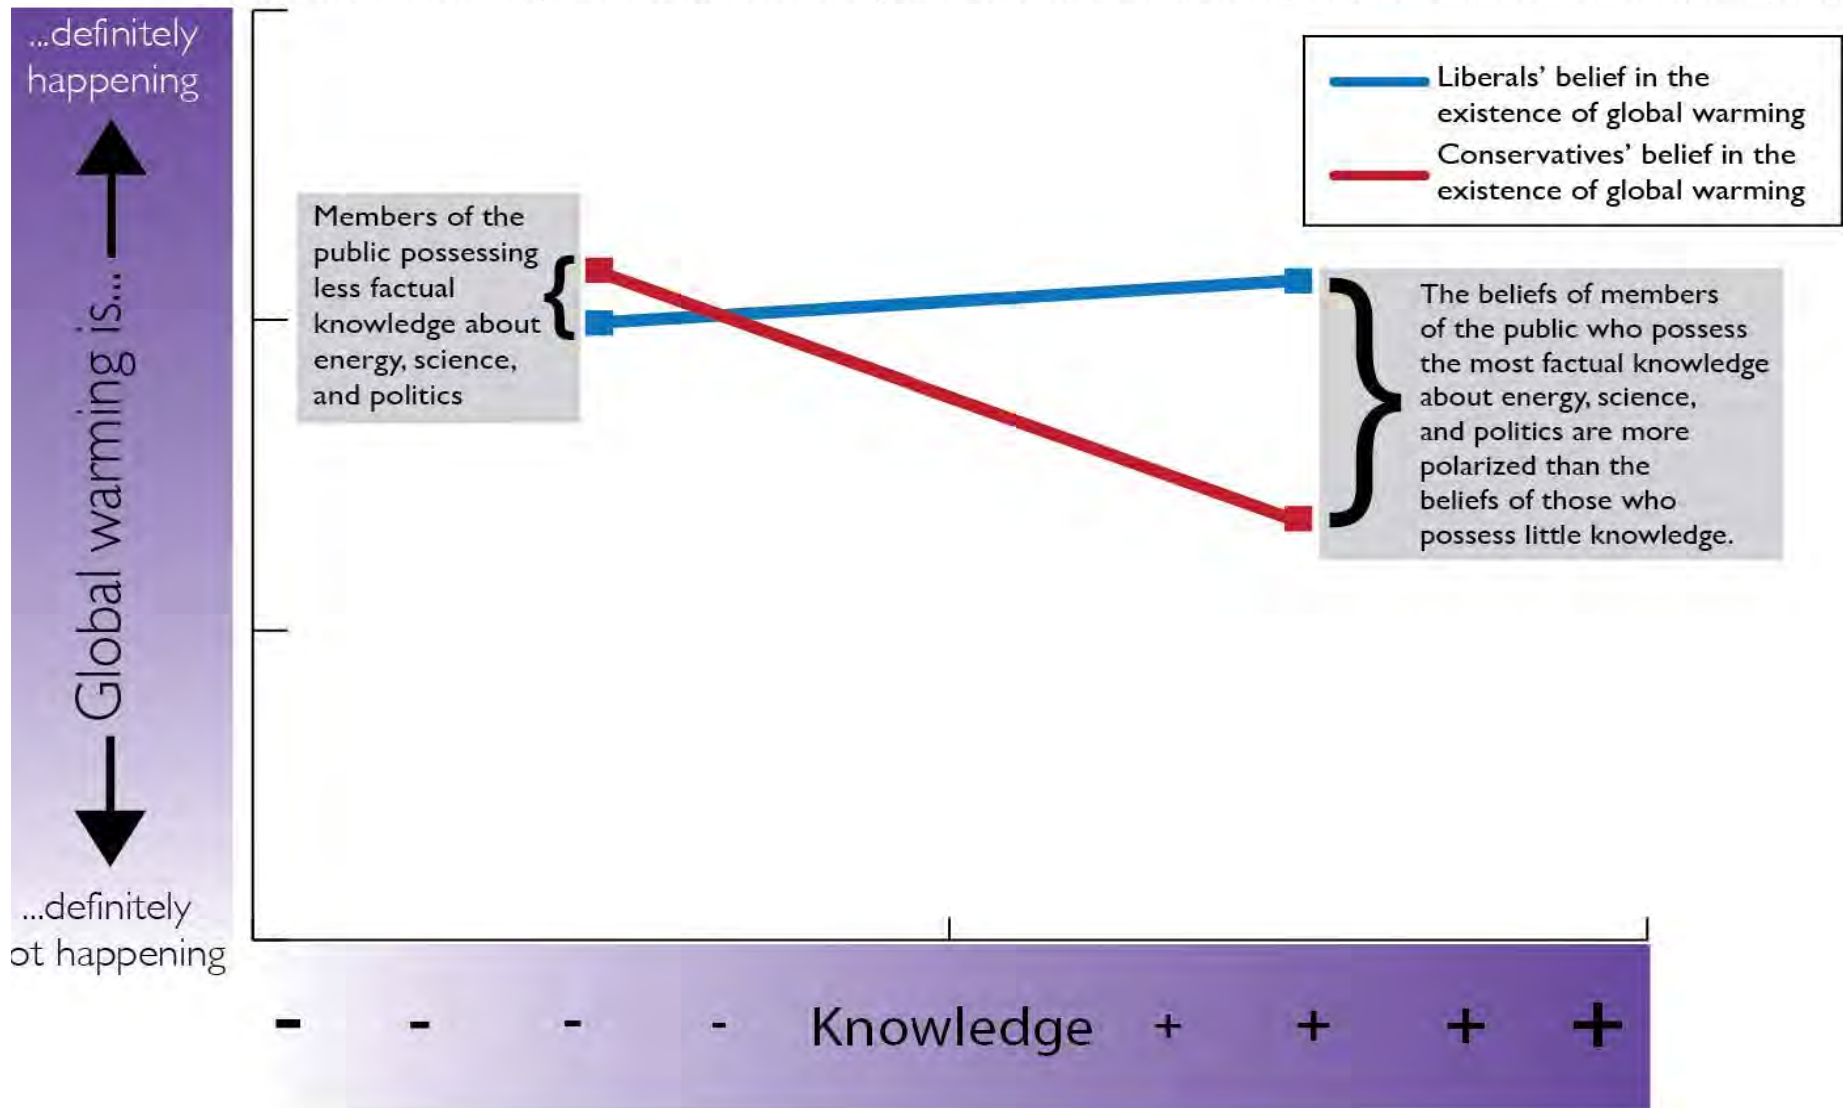 ...definitely
happening
Global warming is...
...definitely
ot happening
Liberals’ belief in the
existence of global warming
Conservatives’ belief in the
existence of global warming
Members of the
public possessing
less factual
knowledge about
energy, science,
and politics
{
}
The beliefs of members
of the public who possess
the most factual knowledge
about energy, science,
and politics are more
polarized than the
beliefs of those who
possess little knowledge.
- - - - Knowledge + + + +